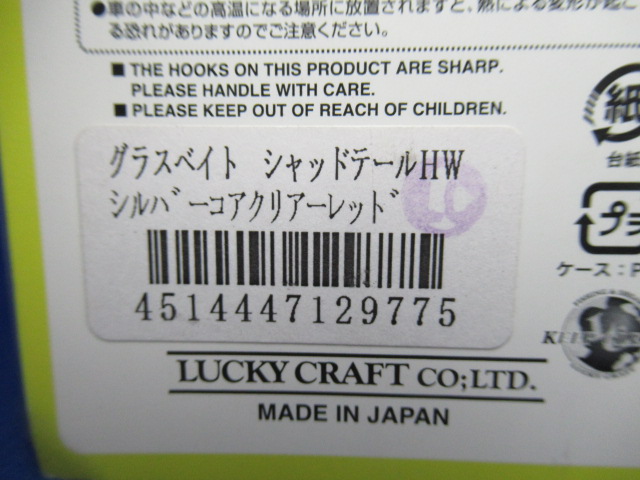 ●車の中などの高温になる場所に放置されますと、熱による変形が起こ
る恐れがありますのでご注意ください。
■ THE HOOKS ON THIS PRODUCT ARE SHARP.
PLEASE HANDLE WITH CARE.
■ PLEASE KEEP OUT OF REACH OF CHILDREN.
紙
台紙
グラスベイト シャッドテールHW
シルバーコアクリアーレッド
プラ
ケース:P
4514447129775
LUCKY CRAFT CO;LTD.
MADE IN JAPAN